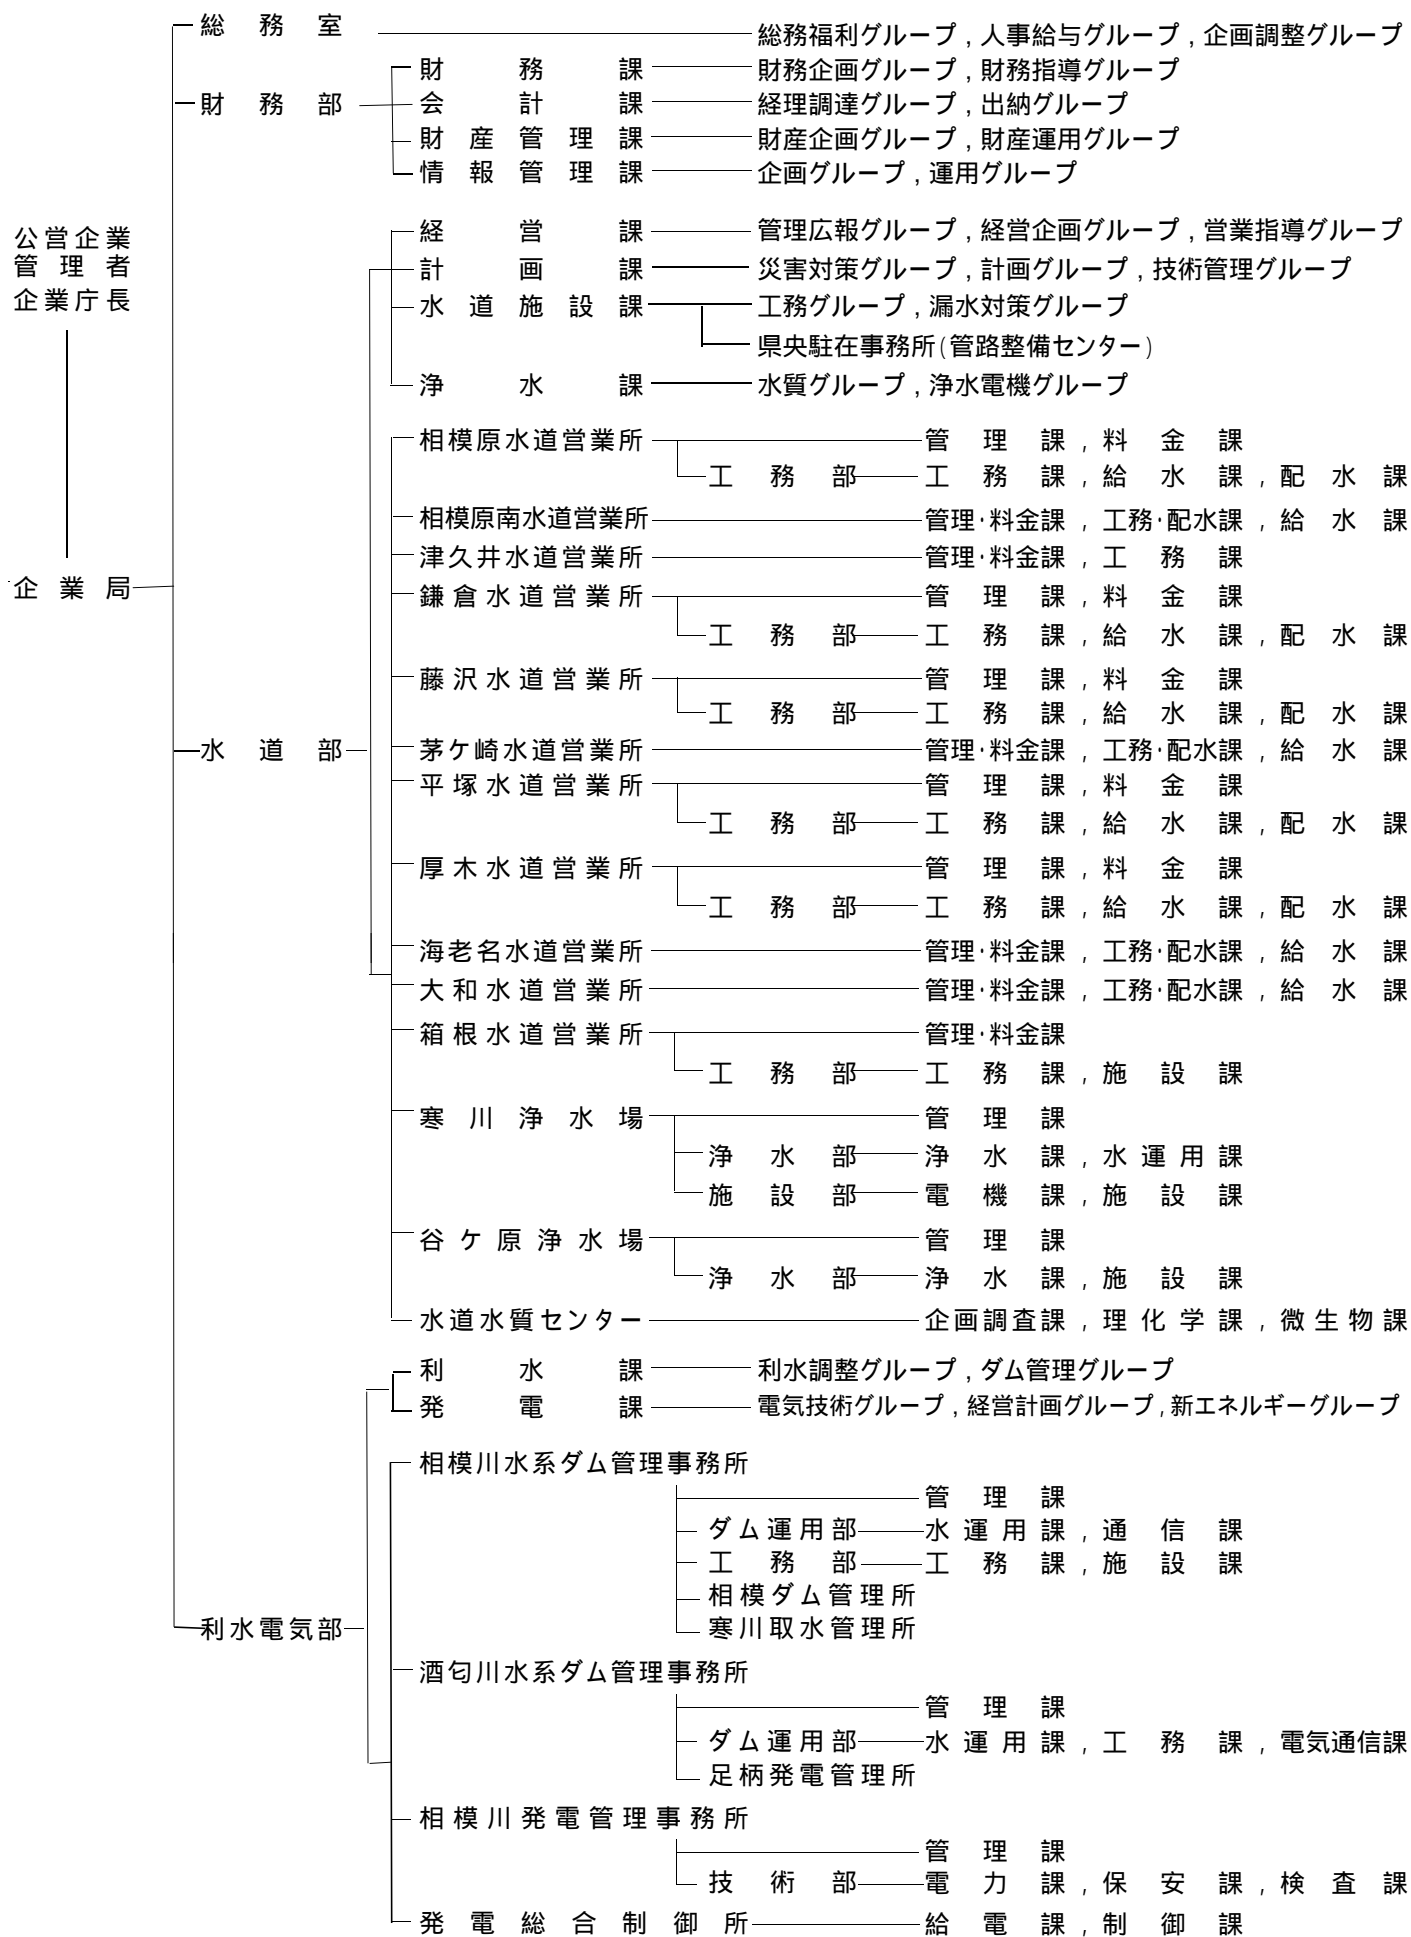 総務室 総務福利グループ，人事給与グループ，企画調整グループ
財務課 財務企画グループ，財務指導グループ
財務部 会計課 経理調達グループ，出納グループ
財産管理課 財産企画グループ，財産運用グループ
情報管理課 企画グループ，運用グループ
公営企業
管理者
企業庁長
経営課 管理広報グループ，経営企画グループ，営業指導グループ
計画課 災害対策グループ，計画グループ，技術管理グループ
水道施設課 工務グループ，漏水対策グループ
県央駐在事務所(管路整備センター)
浄水課 水質グループ，浄水電機グループ
相模原水道営業所 管理課，料金課
工務部 工務課，給水課，配水課
相模原南水道営業所 管理・料金課，工務・配水課，給水課
津久井水道営業所 管理・料金課，工務課
企業局
鎌倉水道営業所 管理課，料金課
工務部 工務課，給水課，配水課
藤沢水道営業所 管理課，料金課
工務部 工務課，給水課，配水課
水道部 茅ケ崎水道営業所 管理・料金課，工務・配水課，給水課
平塚水道営業所 管理課，料金課
工務部 工務課，給水課，配水課
厚木水道営業所 管理課，料金課
工務部 工務課，給水課，配水課
海老名水道営業所 管理・料金課，工務・配水課，給水課
大和水道営業所 管理・料金課，工務・配水課，給水課
箱根水道営業所 管理・料金課
工務部 工務課，施設課
寒川浄水場 管理課
浄水部 浄水課，水運用課
施設部 電機課，施設課
谷ケ原浄水場 管理課
浄水部 浄水課，施設課
水道水質センター 企画調査課，理化学課，微生物課
利水課 利水調整グループ，ダム管理グループ
発電課 電気技術グループ，経営計画グループ，新エネルギーグループ
相模川水系ダム管理事務所
管理課
ダム運用部 水運用課，通信課
工務部 工務課，施設課
相模ダム管理所
寒川取水管理所
利水電気部
酒匂川水系ダム管理事務所
管理課
ダム運用部 水運用課，工務課，電気通信課
足柄発電管理所
相模川発電管理事務所
管理課
技術部 電力課，保安課，検査課
発電総合制御所 給電課，制御課